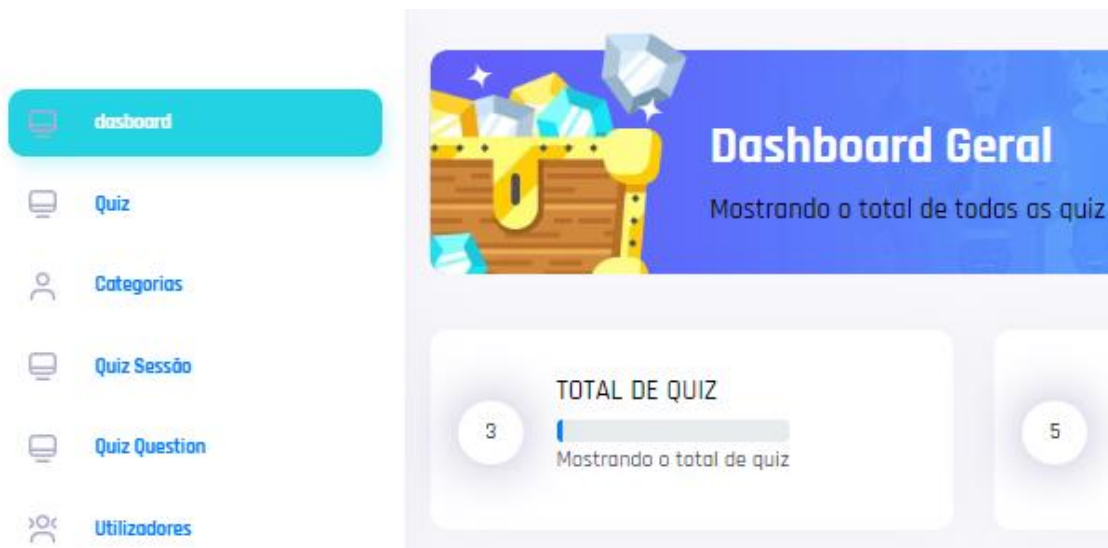 dasboard
Quiz
Categorias
Quiz Sessão
Quiz Question
Utilizadores
Dashboard Geral
Mostrando o total de todas as quiz
3
TOTAL DE QUIZ
Mostrando o total de quiz
5